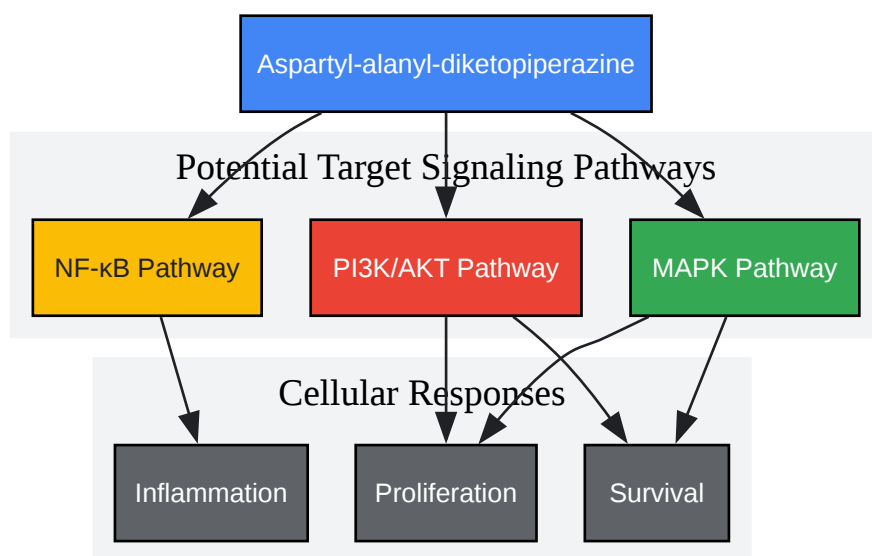 Aspartyl-alanyl-diketopiperazine
Potential Target Signaling Pathways
NF-κB Pathway
PI3K/AKT Pathway
MAPK Pathway
Cellular Responses
Inflammation
Proliferation
Survival